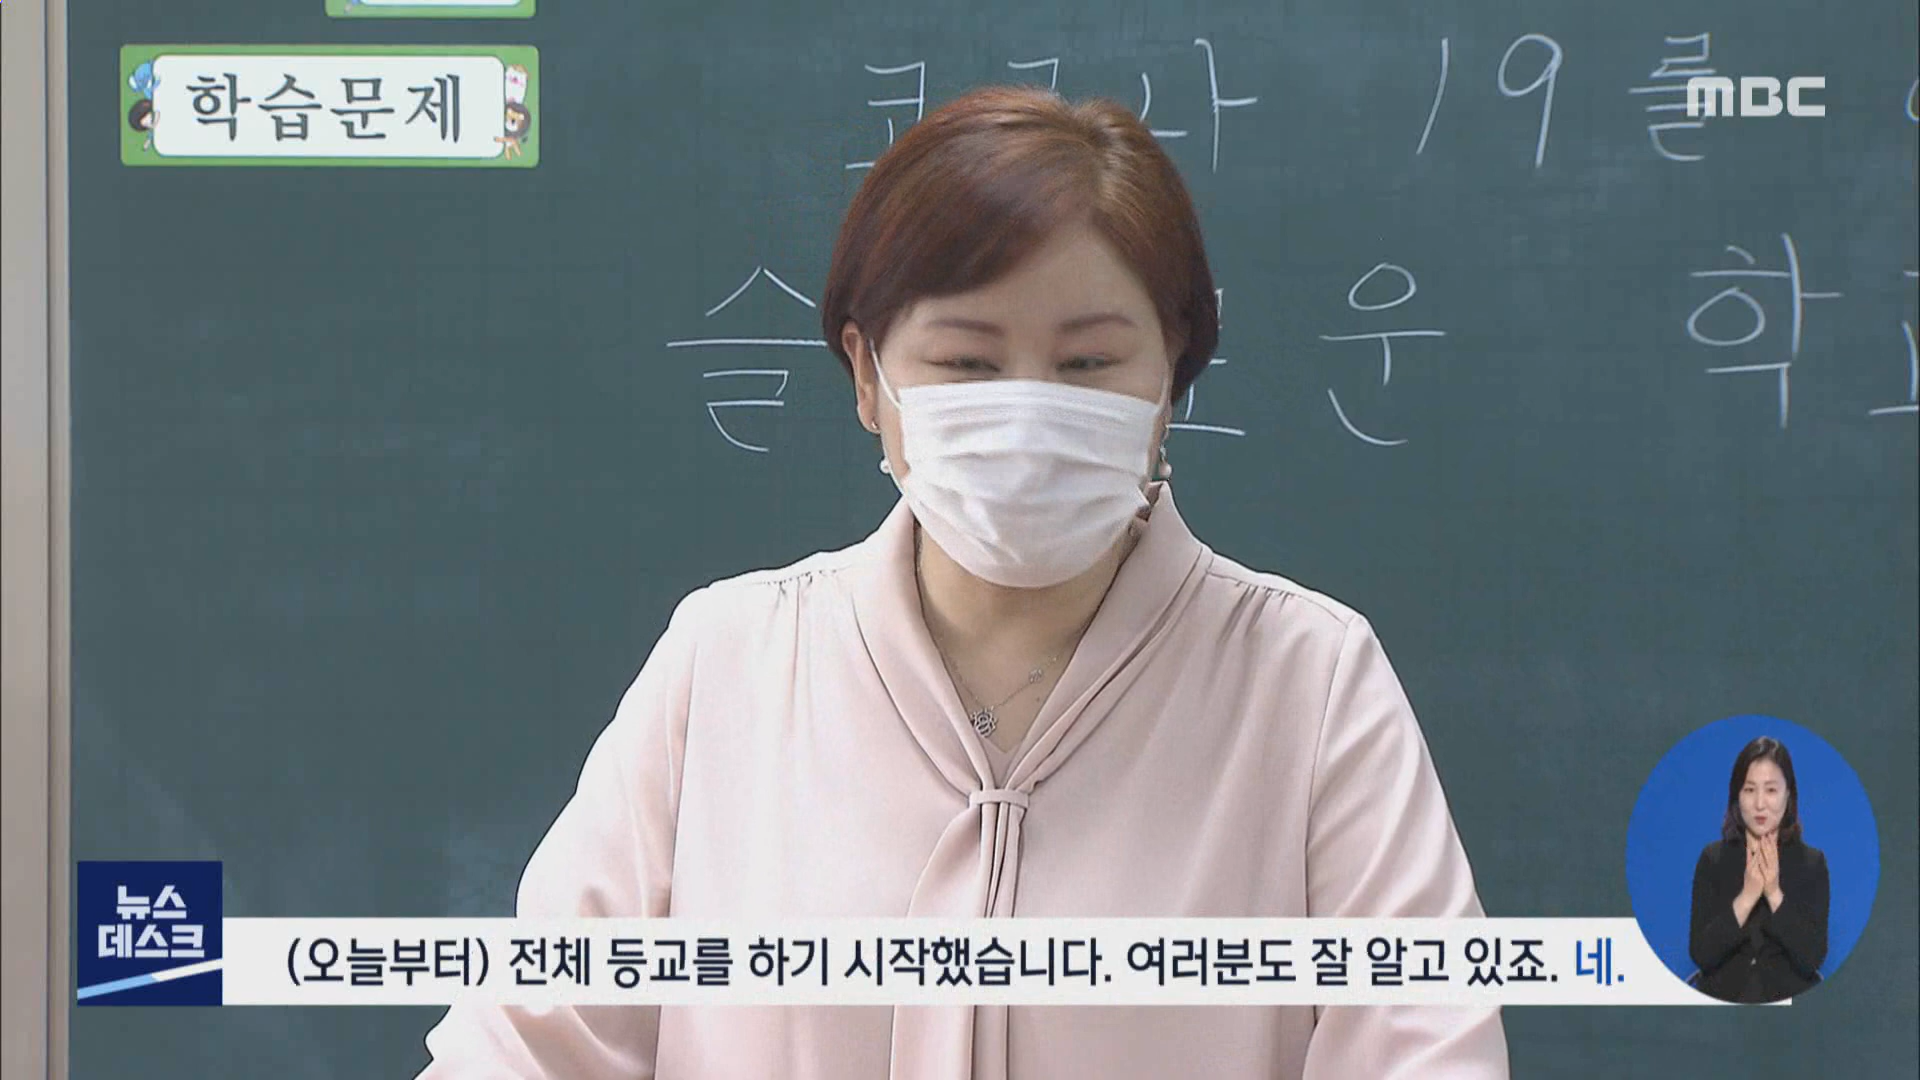 학습문제
19를
MBC
운 학
뉴스
데스크
(오늘부터) 전체 등교를 하기 시작했습니다. 여러분도 잘 알고 있죠. 네.